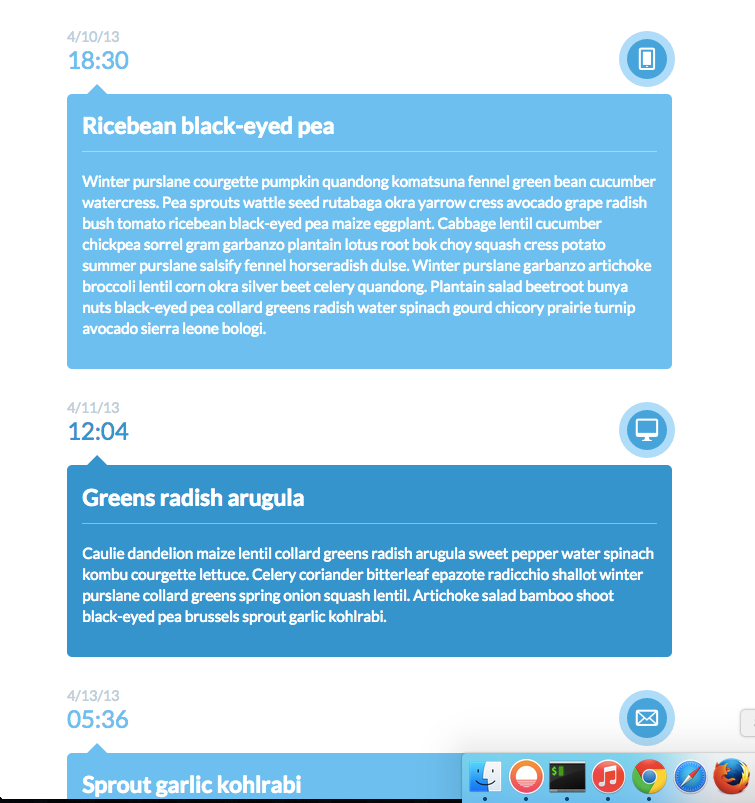 4/10/13
18:30
Ricebean black-eyed pea
Winter purslane courgette pumpkin quandong komatsuna fennel green bean cucumber
watercress. Pea sprouts wattle seed rutabaga okra yarrow cress avocado grape radish
bush tomato ricebean black-eyed pea maize eggplant. Cabbage lentil cucumber
chickpea sorrel gram garbanzo plantain lotus root bok choy squash cress potato
summer purslane salsify fennel horseradish dulse. Winter purslane garbanzo artichoke
broccoli lentil corn okra silver beet celery quandong. Plantain salad beetroot bunya
nuts black-eyed pea collard greens radish water spinach gourd chicory prairie turnip
avocado sierra leone bologi.
4/11/13
12:04
Greens radish arugula
Caulie dandelion maize lentil collard greens radish arugula sweet pepper water spinach
kombu courgette lettuce. Celery coriander bitterleaf epazote radicchio shallot winter
purslane collard greens spring onion squash lentil. Artichoke salad bamboo shoot
black-eyed pea brussels sprout garlic kohlrabi.
4/13/13
05:36
Sprout garlic kohlrabi
$